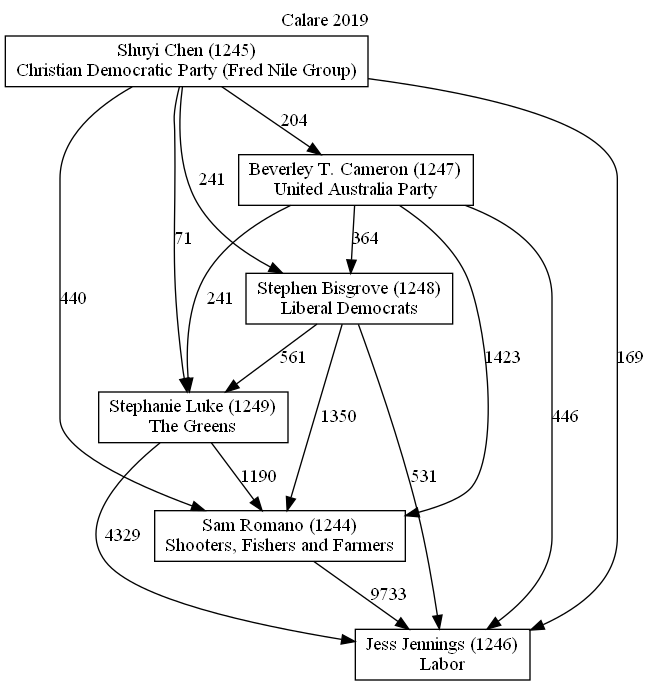 Calare 2019
Shuyi Chen (1245)
Christian Democratic Party (Fred Nile Group)
204
Beverley T. Cameron (1247)
United Australia Party
241
71
364
440
241
1423
446
169
Stephen Bisgrove (1248)
Liberal Democrats
561
Stephanie Luke (1249)
The Greens
1350
1190
531
4329
Sam Romano (1244)
Shooters, Fishers and Farmers
9733
Jess Jennings (1246)
Labor